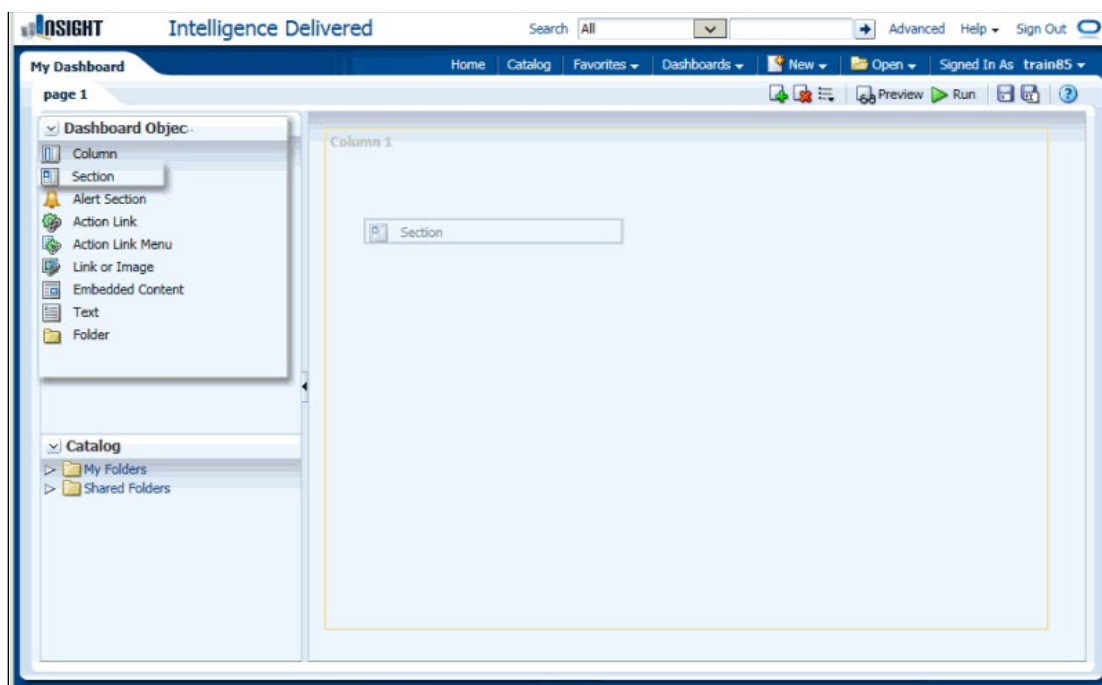 INSIGHT Intelligence Delivered Search All Advanced Help Sign Out
My Dashboard Home Catalog Favorites Dashboards New Open Signed In As train85
page 1 Preview Run
Dashboard Objec
Column
Section
Alert Section
Action Link
Action Link Menu
Link or Image
Embedded Content
Text
Folder
Catalog
My Folders
Shared Folders
Column 1
Section